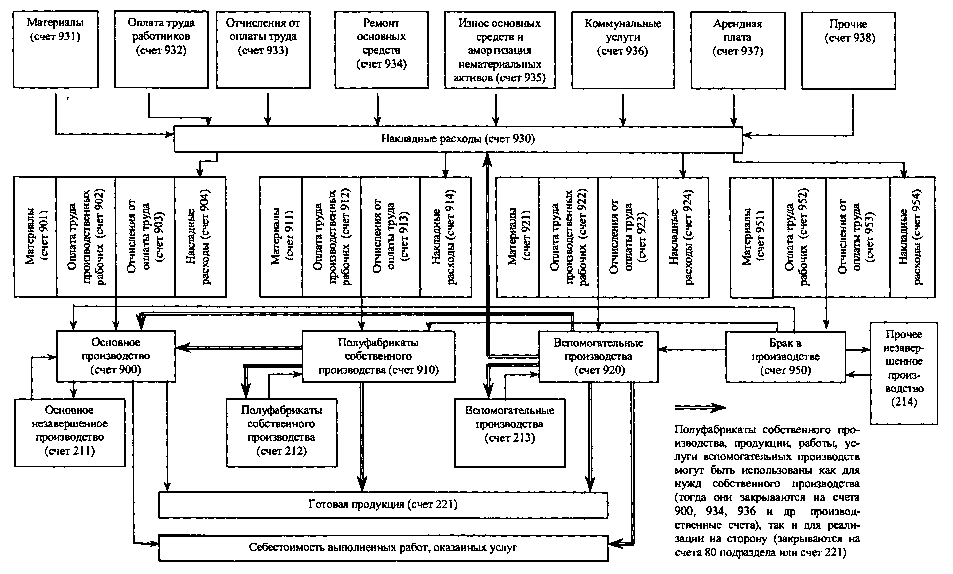 Материалы
(счет 931)
Оплата труда
работников
(счет 932)
Отчисления от
оплаты труда
(счет 933)
Ремонт
основных
средств
(счет 934)
Износ основных
средств и
амортизация
нематериальных
активов (счет 935)
Коммунальные
услуги
(счет 936)
Арендная
плата
(счет 937)
Прочие
(счет 938)
Накладные расходы (счет 930)
Материалы
(счет 901)
Оплата труда
производственных
рабочих (счет 902)
Отчисления от
оплаты труда
(счет 903)
Накладные
расходы (счет 904)
Материалы
(счет 911)
Оплата труда
производственных
рабочих (счет 912)
Отчисления от
оплаты труда
(счет 913)
Накладные
расходы (счет 914)
Материалы
(счет 921)
Оплата труда
производственных
рабочих (счет 922)
Отчисления от
оплаты труда
(счет 923)
Накладные
расходы (счет 924)
Материалы
(счет 951)
Оплата труда
рабочих (счет 952)
Отчисления от
оплаты труда
(счет 953)
Накладные
расходы (счет 954)
Основное
производство
(счет 900)
Полуфабрикаты
собственного
производства (счет 910)
Вспомогательные
производства
(счет 920)
Брак в
производстве
(счет 950)
Прочее
незавер-
шенное
произ-
водство
(214)
Основное
незавершенное
производство
(счет 211)
Полуфабрикаты
собственного
производства
(счет 212)
Вспомогательные
производства
(счет 213)
Полуфабрикаты собственного про-
изводства, продукции, работы, ус-
луги вспомогательных производств
могут быть использованы как для
нужд собственного производства
(тогда они закрываются на счета
900, 934, 936 и др производ-
ственные счета), так и для реали-
зации на сторону (закрываются на
счета 80 подраздела или счет 221)
Готовая продукция (счет 221)
Себестоимость выполненных работ, оказанных услуг